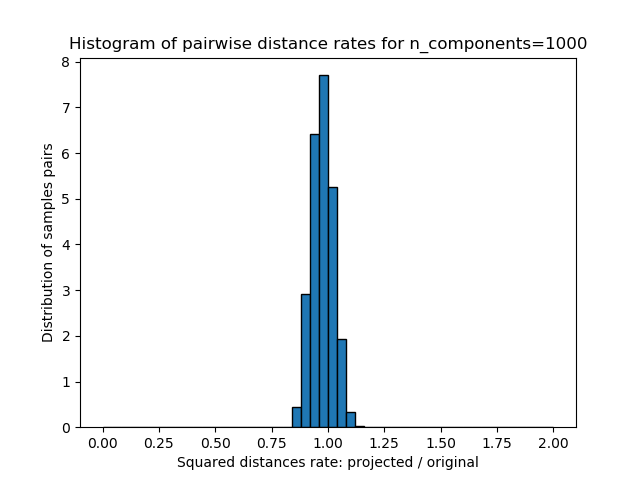 Histogram of pairwise distance rates for n_components=1000
Distribution of samples pairs
8
7
6
5
4
3
2
1
0
0.00 0.25 0.50 0.75 1.00 1.25 1.50 1.75 2.00
Squared distances rate: projected / original